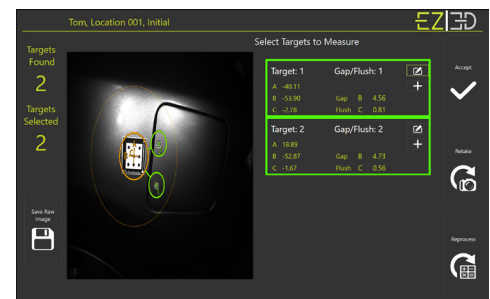 Tom, Location 001, Initial
EZ3D
Targets
Found
2
Targets
Selected
2
Save Raw
Image
Select Targets to Measure
Target: 1 Gap/Flush: 1
A -40.11
B -53.90 Gap B 4.56
C -2.78 Flush C 0.81
Target: 2 Gap/Flush: 2
A 18.89
B -52.87 Gap B 4.73
C -1.67 Flush C 0.56
Accept
Retake
Reprocess